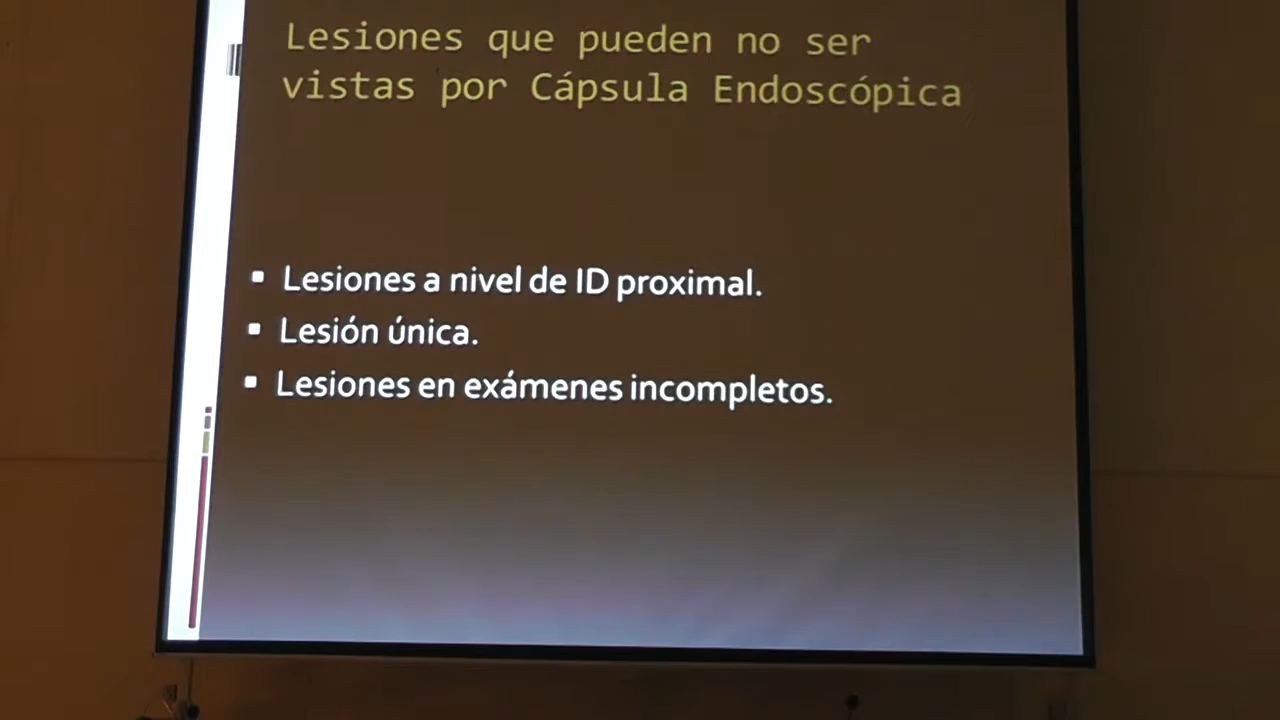 Lesiones que pueden no ser
vistas por Cápsula Endoscópica
▪ Lesiones a nivel de ID proximal.
▪ Lesión única.
▪ Lesiones en exámenes incompletos.